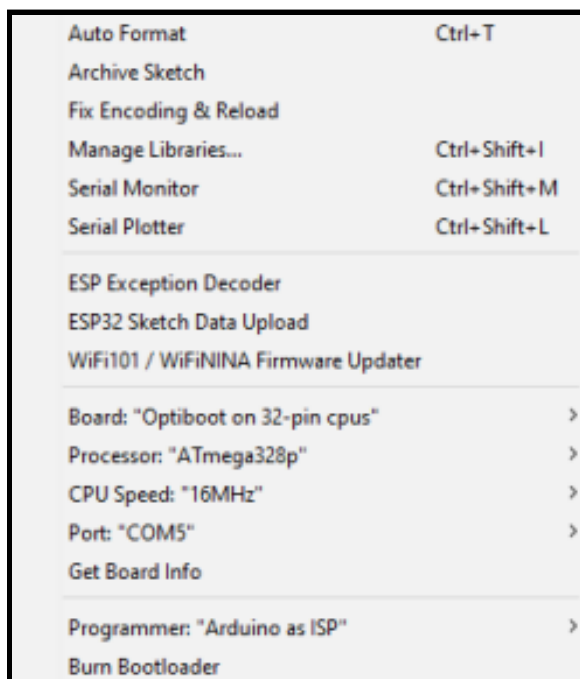 Auto Format Ctrl+T
Archive Sketch
Fix Encoding & Reload
Manage Libraries... Ctrl+Shift+I
Serial Monitor Ctrl+Shift+M
Serial Plotter Ctrl+Shift+L
ESP Exception Decoder
ESP32 Sketch Data Upload
WiFi101 / WiFiNINA Firmware Updater
Board: "Optiboot on 32-pin cpus"
Processor: "ATmega328p"
CPU Speed: "16MHz"
Port: "COM5"
Get Board Info
Programmer: "Arduino as ISP"
Burn Bootloader